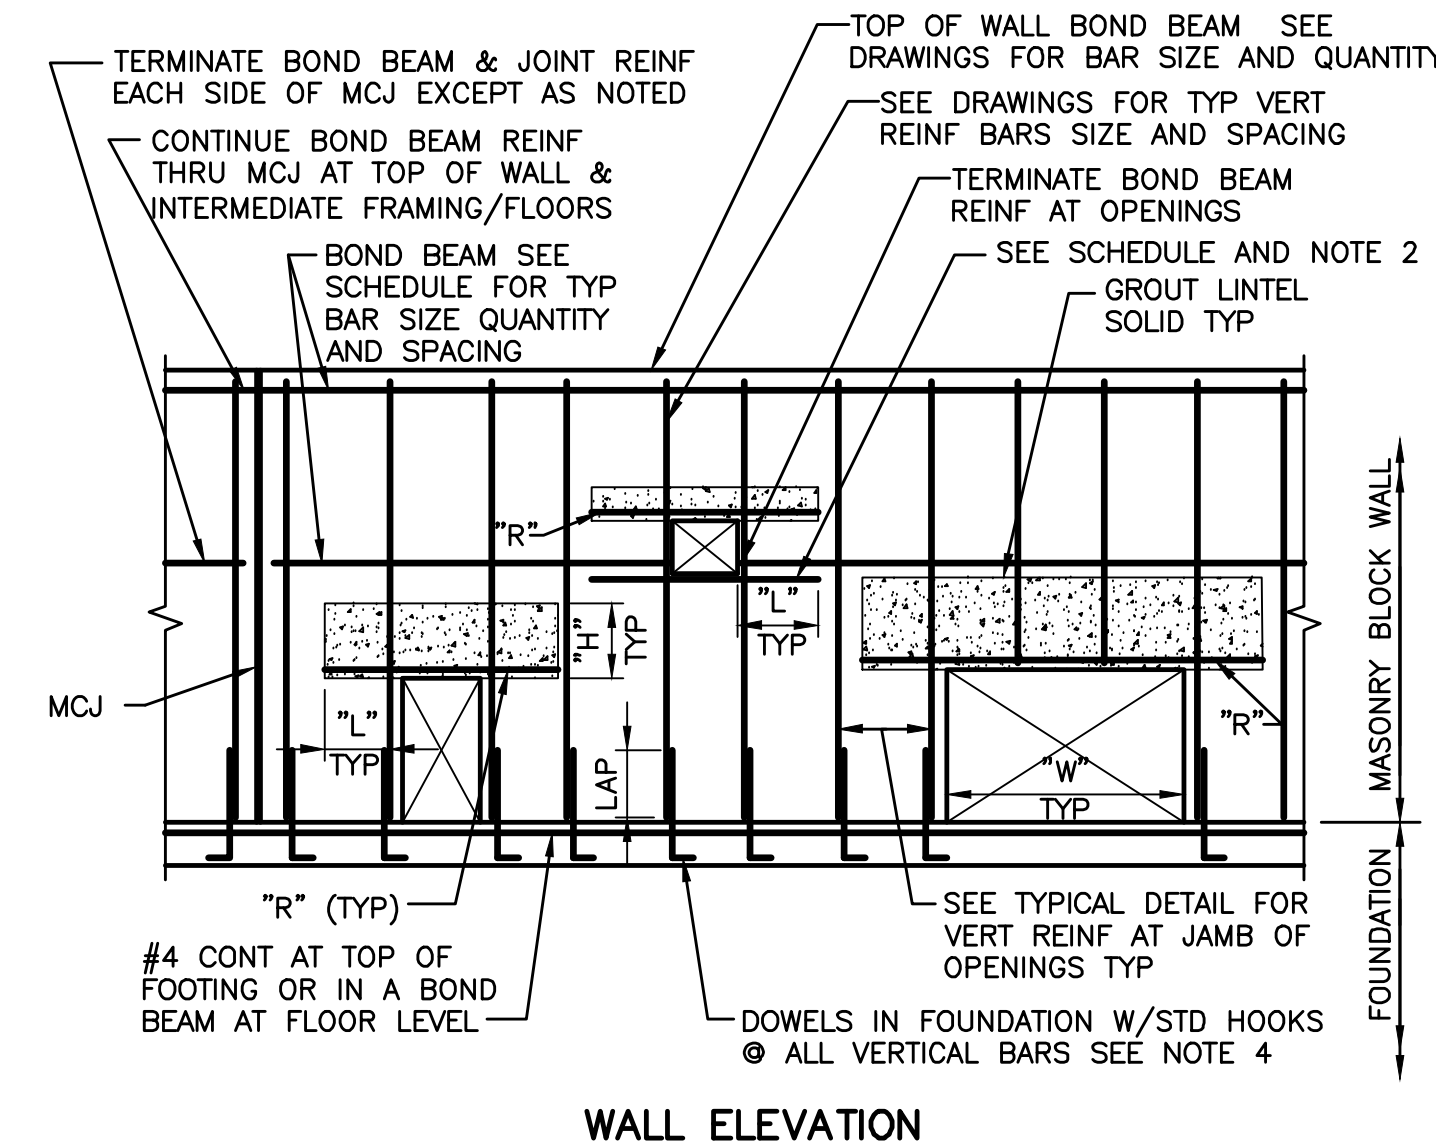 TOP OF WALL BOND BEAM SEE
DRAWINGS FOR BAR SIZE AND QUANTITY
TERMINATE BOND BEAM & JOINT REINF
EACH SIDE OF MCJ EXCEPT AS NOTED
SEE DRAWINGS FOR TYP VERT
REINF BARS SIZE AND SPACING
CONTINUE BOND BEAM REINF
THRU MCJ AT TOP OF WALL &
INTERMEDIATE FRAMING/FLOORS
TERMINATE BOND BEAM
REINF AT OPENINGS
BOND BEAM SEE
SCHEDULE FOR TYP
BAR SIZE QUANTITY
AND SPACING
SEE SCHEDULE AND NOTE 2
GROUT LINTEL
SOLID TYP
"R"
"L"
TYP
"H"
TYP
MCJ
"L"
TYP
LAP
"R"
"W"
TYP
MASONRY BLOCK WALL
FOUNDATION
"R" (TYP)
#4 CONT AT TOP OF
FOOTING OR IN A BOND
BEAM AT FLOOR LEVEL
SEE TYPICAL DETAIL FOR
VERT REINF AT JAMB OF
OPENINGS TYP
DOWELS IN FOUNDATION W/STD HOOKS
@ ALL VERTICAL BARS SEE NOTE 4
WALL ELEVATION